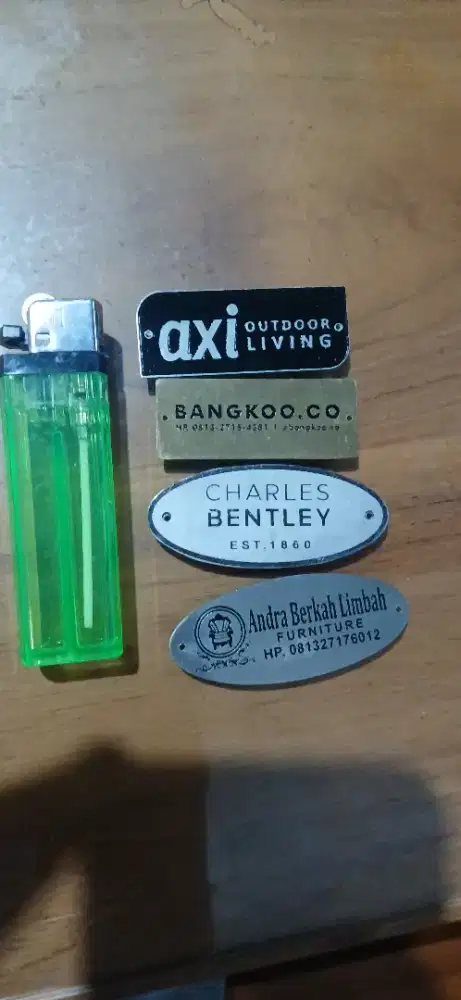 axi OUTDOOR
LIVING
BANGKOO.CO
CHARLES
BENTLEY
EST.1860
Andra Berkah Limbah
FURNITURE
HP. 081327176012